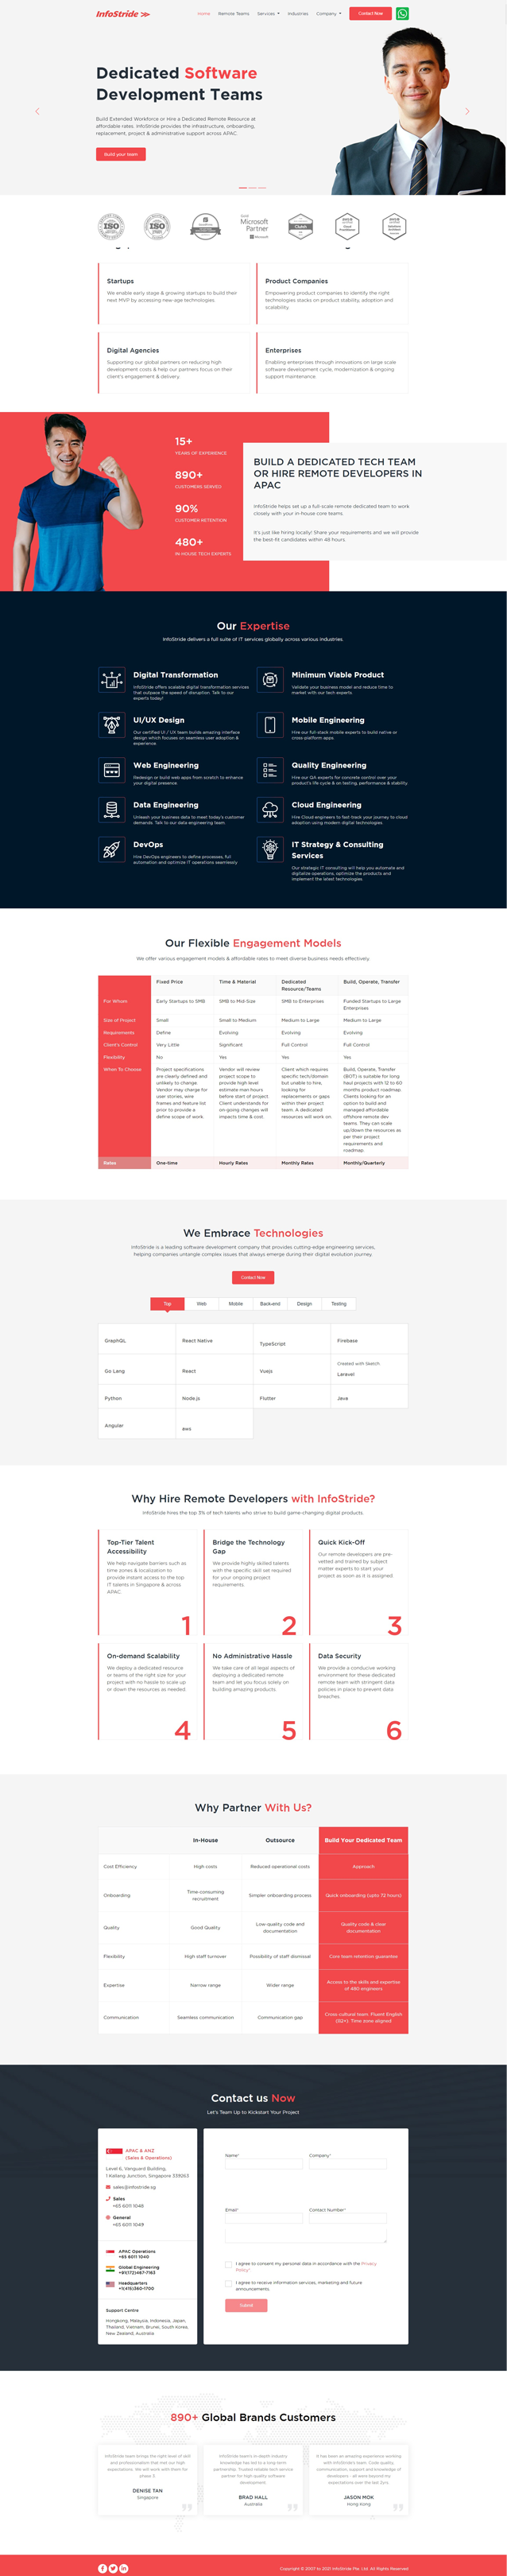 InfoStride
Home Remote Teams Services Industries Company Contact Now
Dedicated Software
Development Teams
Build Extended Workforce or Hire a Dedicated Remote Resource at
affordable rates. InfoStride provides the infrastructure, onboarding,
replacement, project & administrative support across APAC.
Build your team
ISO
ISO
Gold
Microsoft
Partner
Microsoft
Clutch
Startups
We enable early stage & growing startups to build their
next MVP by accessing new-age technologies.
Product Companies
Empowering product companies to identify the right
technologies stacks on product stability, adoption and
scalability.
Digital Agencies
Supporting our global partners on reducing high
development costs & help our partners focus on their
client's engagement & delivery.
Enterprises
Enabling enterprises through innovations on large scale
software development cycle, modernization & ongoing
support maintenance.
15+
YEARS OF EXPERIENCE
890+
CUSTOMERS SERVED
90%
CUSTOMER RETENTION
480+
IN-HOUSE TECH EXPERTS
BUILD A DEDICATED TECH TEAM
OR HIRE REMOTE DEVELOPERS IN
APAC
InfoStride helps set up a full-scale remote dedicated team to work
closely with your in-house core teams.
It's just like hiring locally! Share your requirements and we will provide
the best-fit candidates within 48 hours.
Our Expertise
InfoStride delivers a full suite of IT services globally across various industries.
Digital Transformation
InfoStride offers scalable digital transformation services
that outpace the speed of disruption. Talk to our
experts today!
Minimum Viable Product
Validate your business model and reduce time to
market with our tech experts.
UI/UX Design
Our certified UI / UX team builds amazing interface
design which focuses on seamless user adoption &
experience.
Mobile Engineering
Hire our full stack mobile experts to build native or
cross-platform apps.
Web Engineering
Redesign or build web apps from scratch to enhance
your digital presence.
Quality Engineering
Hire our QA experts for concrete control over your
product's life cycle & on testing, performance & stability.
Data Engineering
Unleash your business data to meet today's customer
demands. Talk to our data engineering team.
Cloud Engineering
Hire Cloud engineers to fast track your journey to cloud
adoption using modern digital technologies.
DevOps
Hire DevOps engineers to define processes, full
automation and optimize IT operations seamlessly.
IT Strategy & Consulting
Services
Our strategic IT consulting will help you automate and
digitalize operations, optimize the products and
implement the latest technologies.
Our Flexible Engagement Models
We offer various engagement models & affordable rates to meet diverse business needs effectively.
Fixed Price
Time & Material
Dedicated
Resource/Teams
Build, Operate, Transfer
For Whom
Early Startups to SMB
SMB to Mid-Size
SMB to Enterprises
Funded Startups to Large
Enterprises
Size of Project
Small
Small to Medium
Medium to Large
Medium to Large
Requirements
Define
Evolving
Evolving
Evolving
Client's Control
Very Little
Significant
Full Control
Full Control
Flexibility
No
Yes
Yes
Yes
When To Choose
Project specifications
are clearly defined and
unlikely to change.
Vendor may charge for
user stories, wire
frames and feature list
prior to provide a
define scope of work.
Vendor will review
project scope to
provide high level
estimate man hours
before start of project.
Client understands for
on-going changes will
impacts time & cost.
Client which requires
specific tech/domain
but unable to hire,
looking for
replacements or gaps
within their project
team. A dedicated
resources will work on.
Build, Operate, Transfer
(BOT) is suitable for long
haul projects with 12 to 60
months product roadmap.
Clients looking for an
option to build and
managed affordable
offshore remote dev
teams. They can scale
up/down the resources as
per their project
requirements and
roadmap.
Rates
One-time
Hourly Rates
Monthly Rates
Monthly/Quarterly
We Embrace Technologies
InfoStride is a leading software development company that provides cutting-edge engineering services,
helping companies untangle complex issues that always emerge during their digital evolution journey.
Contact Now
Top Web Mobile Back-end Design Testing
GraphQL
React Native
TypeScript
Firebase
Go Lang
React
Vuejs
Created with Sketch.
Laravel
Python
Node.js
Flutter
Java
Angular
aws
Why Hire Remote Developers with InfoStride?
InfoStride hires the top 3% of tech talents who strive to build game-changing digital products.
Top-Tier Talent
Accessibility
We help navigate barriers such as
time zones & localization to
provide instant access to the top
IT talents in Singapore & across
APAC.
1
Bridge the Technology
Gap
We provide highly skilled talents
with the specific skill set required
for your ongoing project
requirements.
2
Quick Kick-Off
Our remote developers are pre-
vetted and trained by subject
matter experts to start your
project as soon as it is assigned.
3
On-demand Scalability
We deploy a dedicated resource
or teams of the right size for your
project with no hassle to scale up
or down the resources as needed.
4
No Administrative Hassle
We take care of all legal aspects of
deploying a dedicated remote
team and let you focus solely on
building amazing products.
5
Data Security
We provide a conducive working
environment for these dedicated
remote team with stringent data
policies in place to prevent data
breaches.
6
Why Partner With Us?
In-House
Outsource
Build Your Dedicated Team
Cost Efficiency
High costs
Reduced operational costs
Approach
Onboarding
Time-consuming
recruitment
Simpler onboarding process
Quick onboarding (upto 72 hours)
Quality
Good Quality
Low-quality code and
documentation
Quality code & clear
documentation
Flexibility
High staff turnover
Possibility of staff dismissal
Core team retention guarantee
Expertise
Narrow range
Wider range
Access to the skills and expertise
of 480 engineers
Communication
Seamless communication
Communication gap
Cross cultural team. Fluent English
(B2+). Time zone aligned
Contact us Now
Let's Team Up to Kickstart Your Project
APAC & ANZ
(Sales & Operations)
Level 6, Vanguard Building,
1 Kallang Junction, Singapore 339263
sales@infostride.sg
Sales
+65 6011 1048
General
+65 6011 1049
APAC Operations
+65 6011 1040
Global Engineering
+91(172)467-7163
Headquarters
+1(415)360-1700
Support Centre
Hongkong, Malaysia, Indonesia, Japan,
Thailand, Vietnam, Brunei, South Korea,
New Zealand, Australia
Name*
Company*
Email*
Contact Number*
I agree to consent my personal data in accordance with the Privacy
Policy*
I agree to receive information services, marketing and future
announcements.
Submit
890+ Global Brands Customers
InfoStride team brings the right level of skill
and professionalism that met our high
expectations. We will work with them for
phase 2.
DENISE TAN
Singapore
InfoStride's team's in-depth industry
knowledge has led to a long-term
partnership. Trusted reliable tech service
partner for high quality software
development.
BRAD HALL
Australia
It has been an amazing experience working
with InfoStride's team. Code quality,
communication, support and knowledge of
developers - all were beyond my
expectations over the last 2yrs.
JASON MOK
Hong Kong
Copyright © 2007 to 2021 InfoStride Pte. Ltd. All Rights Reserved